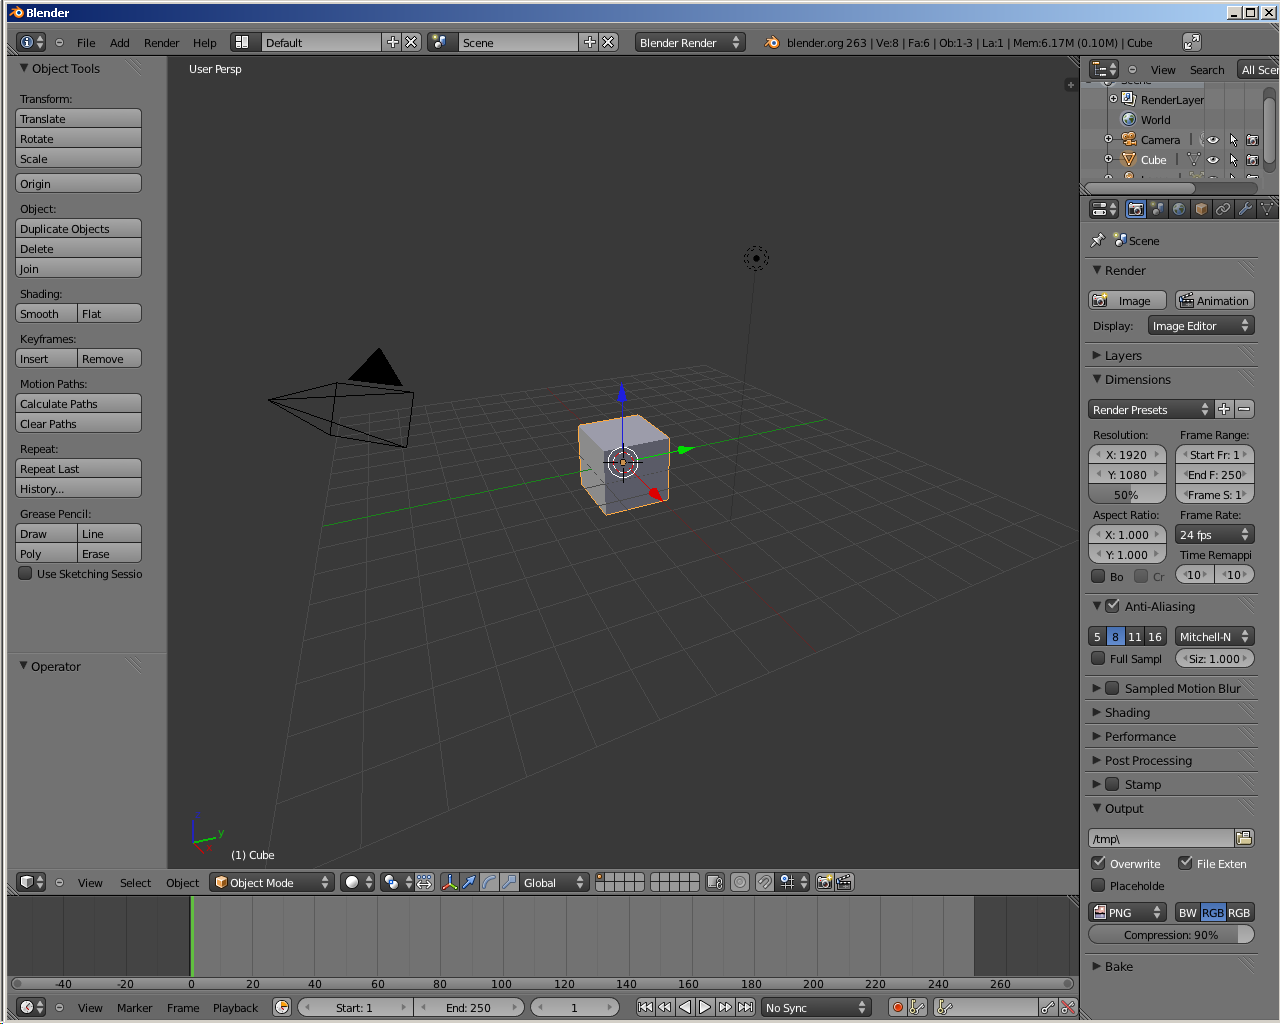 Blender
File Add Render Help Default Scene Blender Render blender.org 263 | Ve:8 | Fa:6 | Ob:1-3 | La:1 | Mem:6.17M (0.10M) | Cube
Object Tools
Transform:
Translate
Rotate
Scale
Origin
Object:
Duplicate Objects
Delete
Join
Shading:
Smooth Flat
Keyframes:
Insert Remove
Motion Paths:
Calculate Paths
Clear Paths
Repeat:
Repeat Last
History...
Grease Pencil:
Draw Line
Poly Erase
Use Sketching Sessio
Operator
User Persp
z
y
x
(1) Cube
View Select Object Object Mode Global
-40 -20 0 20 40 60 80 100 120 140 160 180 200 220 240 260
View Marker Frame Playback Start: 1 End: 250 1 No Sync
View Search All Scer
RenderLayer
World
Camera
Cube
Scene
Render
Image Animation
Display: Image Editor
Layers
Dimensions
Render Presets
Resolution: Frame Range:
X: 1920 Start Fr: 1
Y: 1080 End F: 250
50% Frame S: 1
Aspect Ratio: Frame Rate:
X: 1.000 24 fps
Y: 1.000 Time Remappi
Bo Cr 10 10
Anti-Aliasing
5 8 11 16 Mitchell-N
Full Sampl Siz: 1.000
Sampled Motion Blur
Shading
Performance
Post Processing
Stamp
Output
/tmp\
Overwrite File Exten
Placeholde
PNG BW RGB RGB
Compression: 90%
Bake